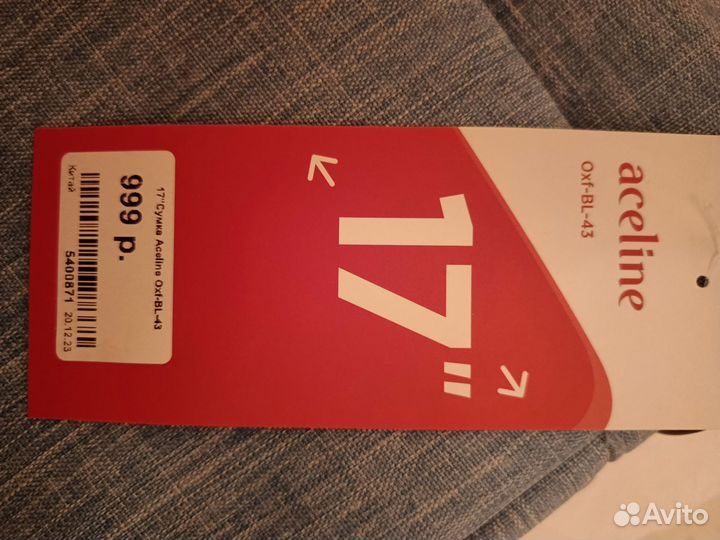 aceline
Oxf-BL-43
17"
17"Сумка Aceline Oxf-BL-43
999 р.
5400871 20.12.23
Китай
Avito